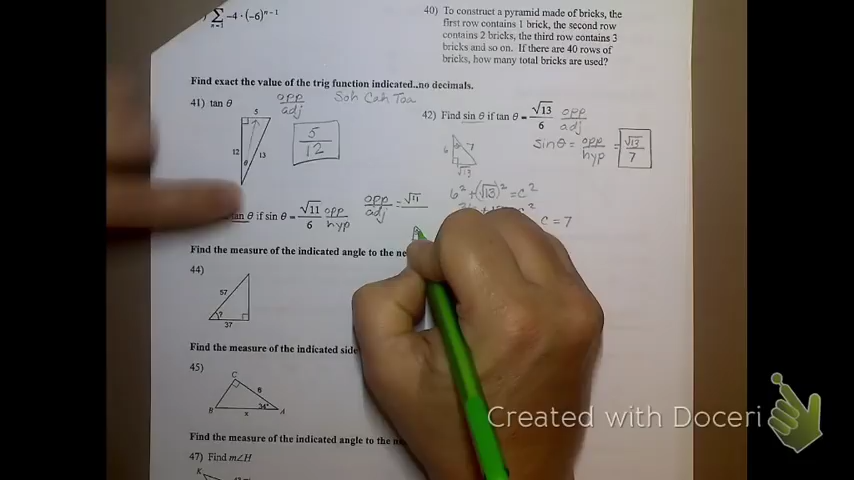 ∑ -4 · (-6)ⁿ⁻¹
n=1
40) To construct a pyramid made of bricks, the
first row contains 1 brick, the second row
contains 2 bricks, the third row contains 3
bricks and so on. If there are 40 rows of
bricks, how many total bricks are used?
Find exact the value of the trig function indicated..no decimals.
41) tan θ
opp/adj
Soh Cah Toa
5
12
13
θ
5/12
42) Find sin θ if tan θ = √13/6 opp/adj
6
θ
7
√13
sinθ = opp/hyp = √13/7
6² + (√13)² = c²
c = 7
tan θ if sin θ = √11/6 opp/hyp
opp/adj = √11
Find the measure of the indicated angle to the
44)
57
?
37
Find the measure of the indicated side
45)
C
6
34°
B
x
A
Find the measure of the indicated angle to the
47) Find m∠H
K
Created with Doceri